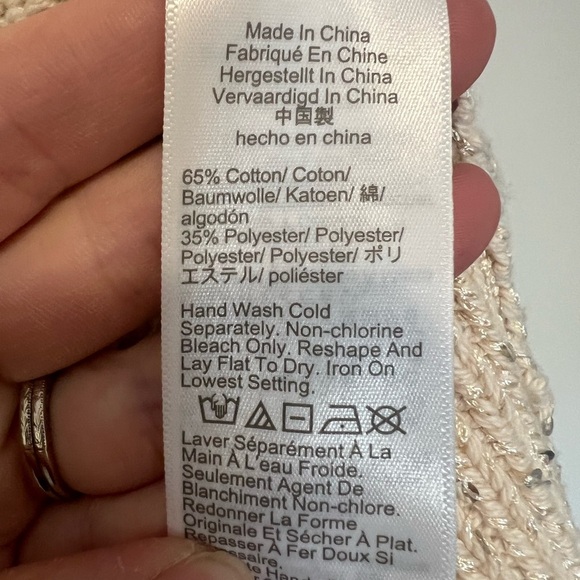 Made In China
Fabriqué En Chine
Hergestellt In China
Vervaardigd In China
中国製
hecho en china
65% Cotton/ Coton/
Baumwolle/ Katoen/ 綿/
algodón
35% Polyester/ Polyester/
Polyester/ Polyester/ ポリ
エステル/ poliéster
Hand Wash Cold
Separately. Non-chlorine
Bleach Only. Reshape And
Lay Flat To Dry. Iron On
Lowest Setting.
Laver Séparément À La
Main À L'eau Froide.
Seulement Agent De
Blanchiment Non-chlore.
Redonner La Forme
Originale Et Sécher À Plat.
Repasser À Fer Doux Si